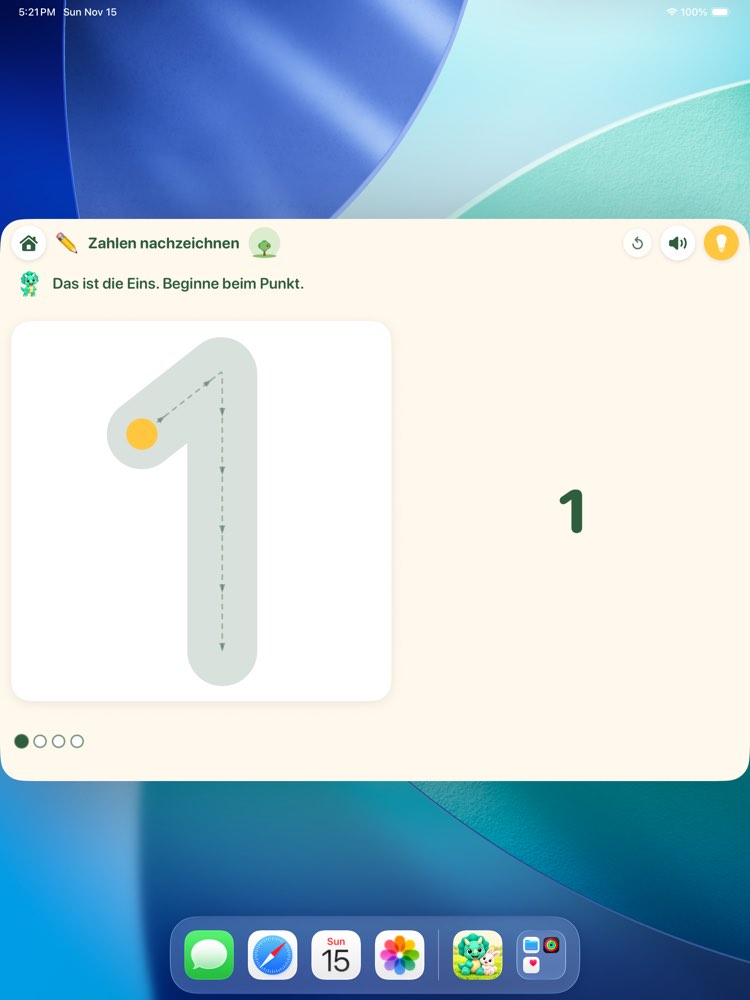 5:21 PM Sun Nov 15
100%
Zahlen nachzeichnen
Das ist die Eins. Beginne beim Punkt.
1
1
Sun
15